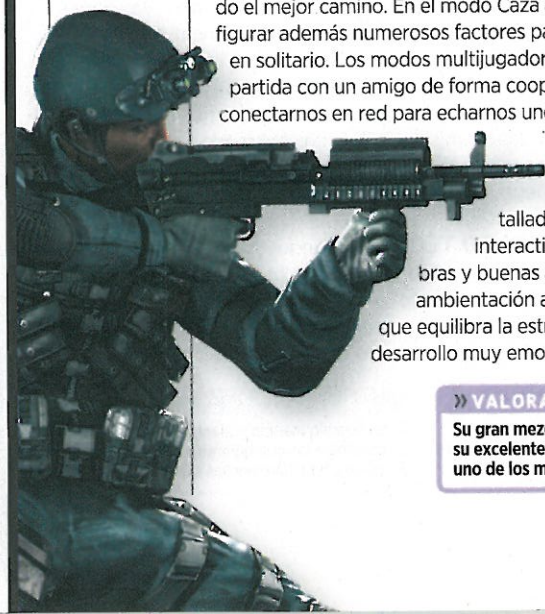 do el mejor camino. En el modo Caza
figurar además numerosos factores pa
en solitario. Los modos multijugador
partida con un amigo de forma coop
conectarnos en red para echarnos uno
tallad
interacti
bras y buenas
ambientación a
que equilibra la estr
desarrollo muy emo
» VALORA
Su gran mezc
su excelente
uno de los m